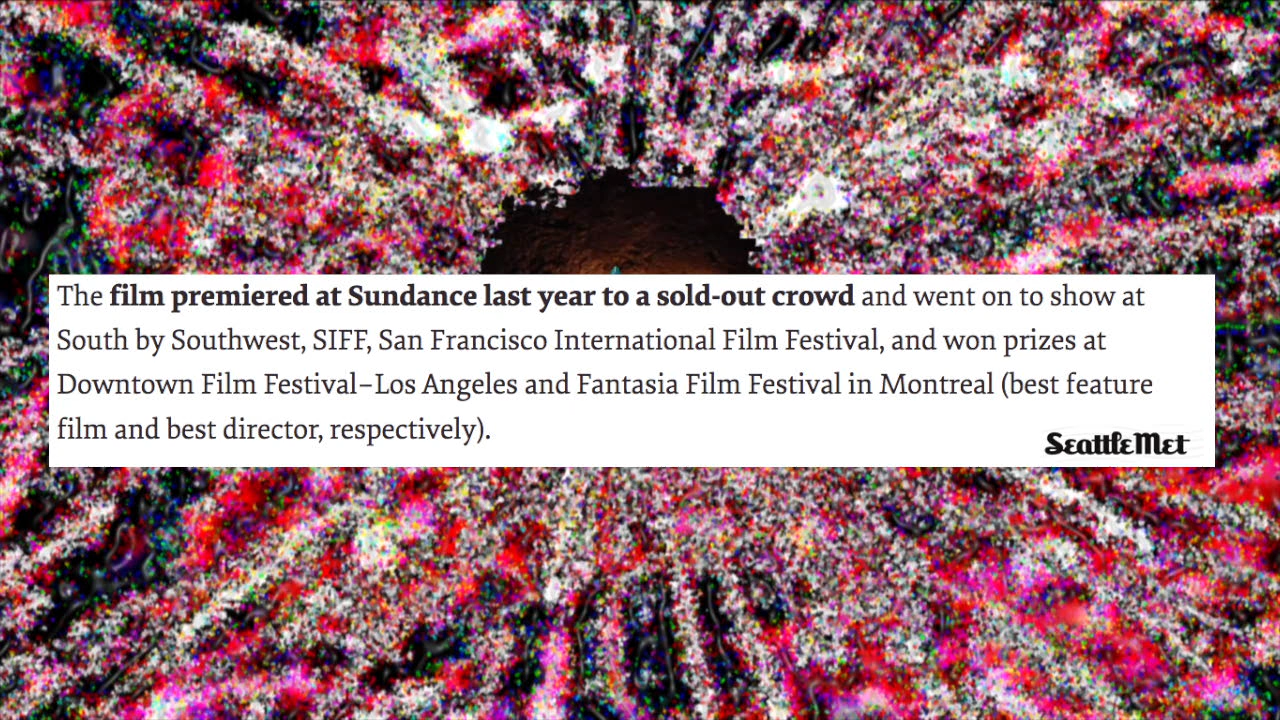 The film premiered at Sundance last year to a sold-out crowd and went on to show at
South by Southwest, SIFF, San Francisco International Film Festival, and won prizes at
Downtown Film Festival–Los Angeles and Fantasia Film Festival in Montreal (best feature
film and best director, respectively).
SeattleMet